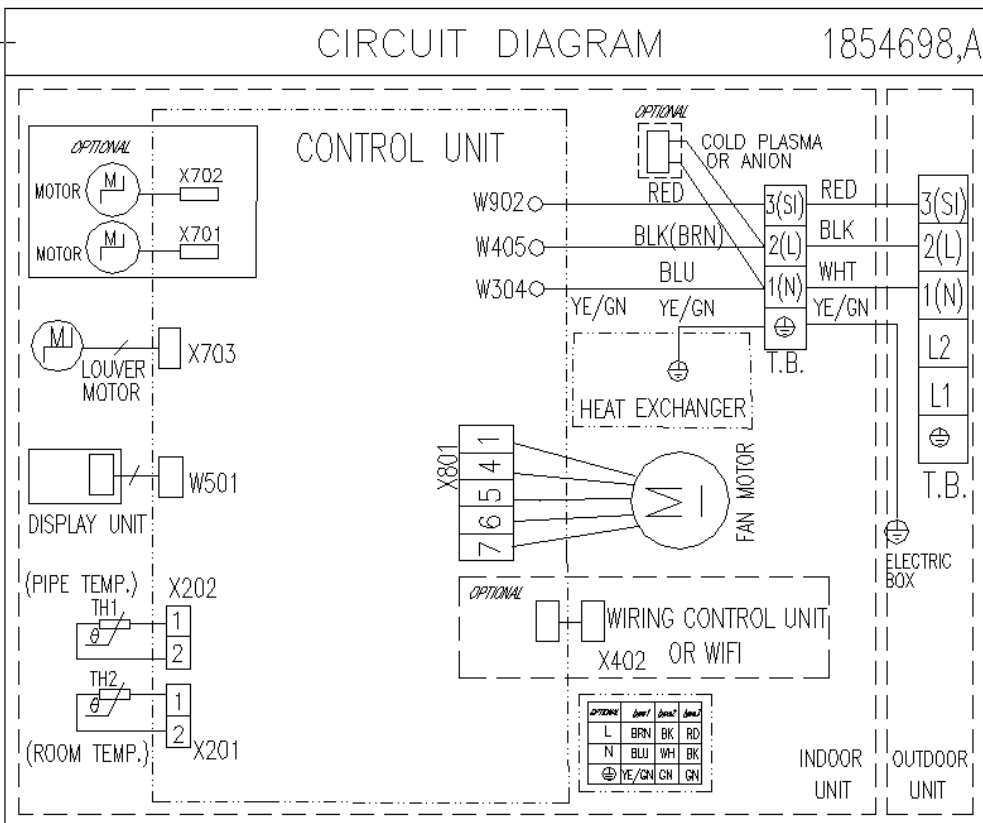 CIRCUIT DIAGRAM
1854698,A
OPTIONAL
MOTOR
M
X702
MOTOR
M
X701
CONTROL UNIT
OPTIONAL
COLD PLASMA
OR ANION
W902
RED
3(SI)
RED
3(SI)
W405
BLK(BRN)
2(L)
BLK
2(L)
W304
BLU
1(N)
WHT
1(N)
YE/GN
YE/GN
YE/GN
T.B.
L2
L1
T.B.
M
LOUVER
MOTOR
X703
HEAT EXCHANGER
W501
DISPLAY UNIT
X801
1
4
5
6
7
M
FAN MOTOR
ELECTRIC
BOX
(PIPE TEMP.)
TH1
θ
X202
1
2
TH2
θ
1
2
X201
(ROOM TEMP.)
OPTIONAL
WIRING CONTROL UNIT
OR WIFI
X402
OPTIONAL type1 type2 type3
L BRN BK RD
N BLU WH BK
YE/GN GN GN
INDOOR
UNIT
OUTDOOR
UNIT